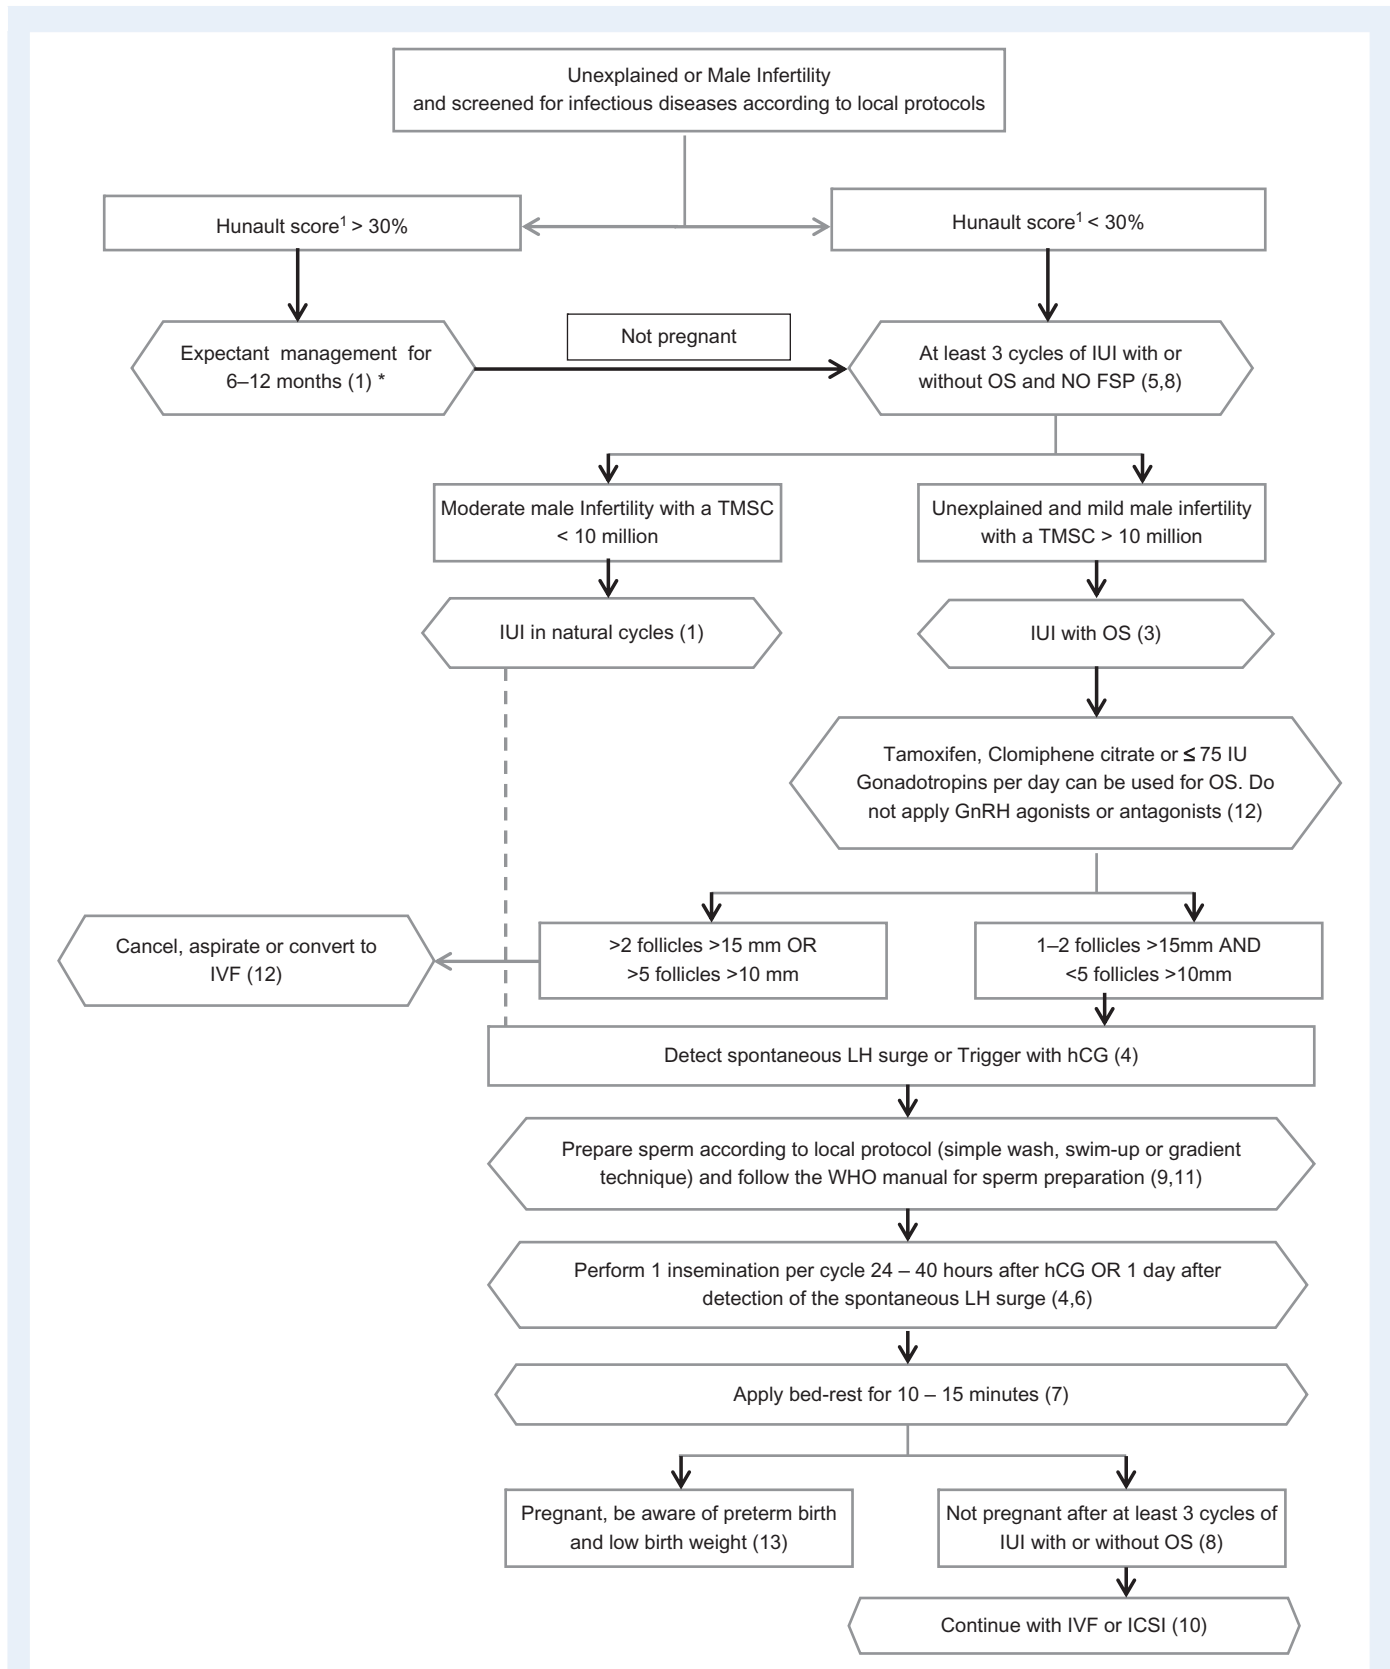 Unexplained or Male Infertility
and screened for infectious diseases according to local protocols
Hunault score¹ > 30%
Hunault score¹ < 30%
Expectant management for
6–12 months (1) *
Not pregnant
At least 3 cycles of IUI with or
without OS and NO FSP (5,8)
Moderate male Infertility with a TMSC
< 10 million
Unexplained and mild male infertility
with a TMSC > 10 million
IUI in natural cycles (1)
IUI with OS (3)
Tamoxifen, Clomiphene citrate or ≤ 75 IU
Gonadotropins per day can be used for OS. Do
not apply GnRH agonists or antagonists (12)
Cancel, aspirate or convert to
IVF (12)
>2 follicles >15 mm OR
>5 follicles >10 mm
1–2 follicles >15mm AND
<5 follicles >10mm
Detect spontaneous LH surge or Trigger with hCG (4)
Prepare sperm according to local protocol (simple wash, swim-up or gradient
technique) and follow the WHO manual for sperm preparation (9,11)
Perform 1 insemination per cycle 24 – 40 hours after hCG OR 1 day after
detection of the spontaneous LH surge (4,6)
Apply bed-rest for 10 – 15 minutes (7)
Pregnant, be aware of preterm birth
and low birth weight (13)
Not pregnant after at least 3 cycles of
IUI with or without OS (8)
Continue with IVF or ICSI (10)